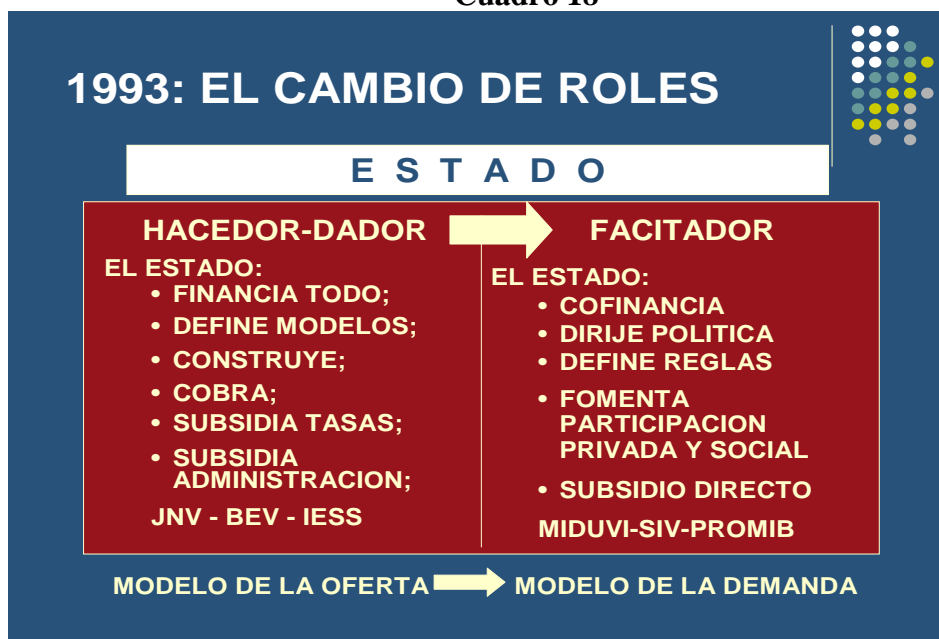 Cuadro 18
1993: EL CAMBIO DE ROLES
E S T A D O
HACEDOR-DADOR
EL ESTADO:
• FINANCIA TODO;
• DEFINE MODELOS;
• CONSTRUYE;
• COBRA;
• SUBSIDIA TASAS;
• SUBSIDIA
ADMINISTRACION;
JNV - BEV - IESS
FACITADOR
EL ESTADO:
• COFINANCIA
• DIRIJE POLITICA
• DEFINE REGLAS
• FOMENTA
PARTICIPACION
PRIVADA Y SOCIAL
• SUBSIDIO DIRECTO
MIDUVI-SIV-PROMIB
MODELO DE LA OFERTA
MODELO DE LA DEMANDA